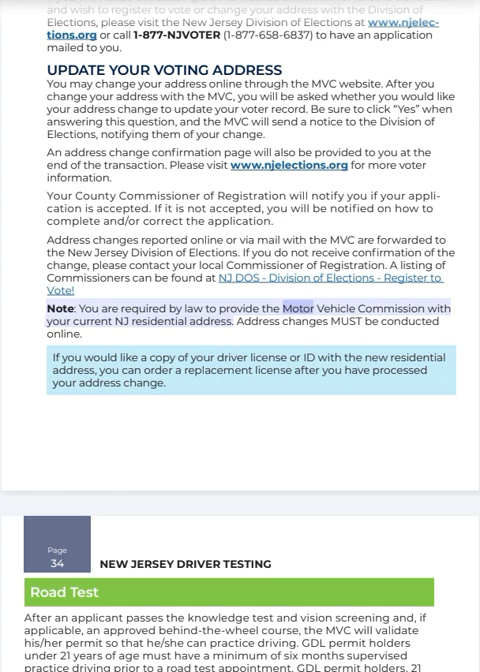 and wish to register to vote or change your address with the Division of
Elections, please visit the New Jersey Division of Elections at www.njelec-
tions.org or call 1-877-NJVOTER (1-877-658-6837) to have an application
mailed to you.
UPDATE YOUR VOTING ADDRESS
You may change your address online through the MVC website. After you
change your address with the MVC, you will be asked whether you would like
your address change to update your voter record. Be sure to click “Yes” when
answering this question, and the MVC will send a notice to the Division of
Elections, notifying them of your change.
An address change confirmation page will also be provided to you at the
end of the transaction. Please visit www.njelections.org for more voter
information.
Your County Commissioner of Registration will notify you if your appli-
cation is accepted. If it is not accepted, you will be notified on how to
complete and/or correct the application.
Address changes reported online or via mail with the MVC are forwarded to
the New Jersey Division of Elections. If you do not receive confirmation of the
change, please contact your local Commissioner of Registration. A listing of
Commissioners can be found at NJ DOS - Division of Elections - Register to
Vote!
Note: You are required by law to provide the Motor Vehicle Commission with
your current NJ residential address. Address changes MUST be conducted
online.
If you would like a copy of your driver license or ID with the new residential
address, you can order a replacement license after you have processed
your address change.
Page
34
NEW JERSEY DRIVER TESTING
Road Test
After an applicant passes the knowledge test and vision screening and, if
applicable, an approved behind-the-wheel course, the MVC will validate
his/her permit so that he/she can practice driving. GDL permit holders
under 21 years of age must have a minimum of six months supervised
practice driving prior to a road test appointment. GDL permit holders, 21